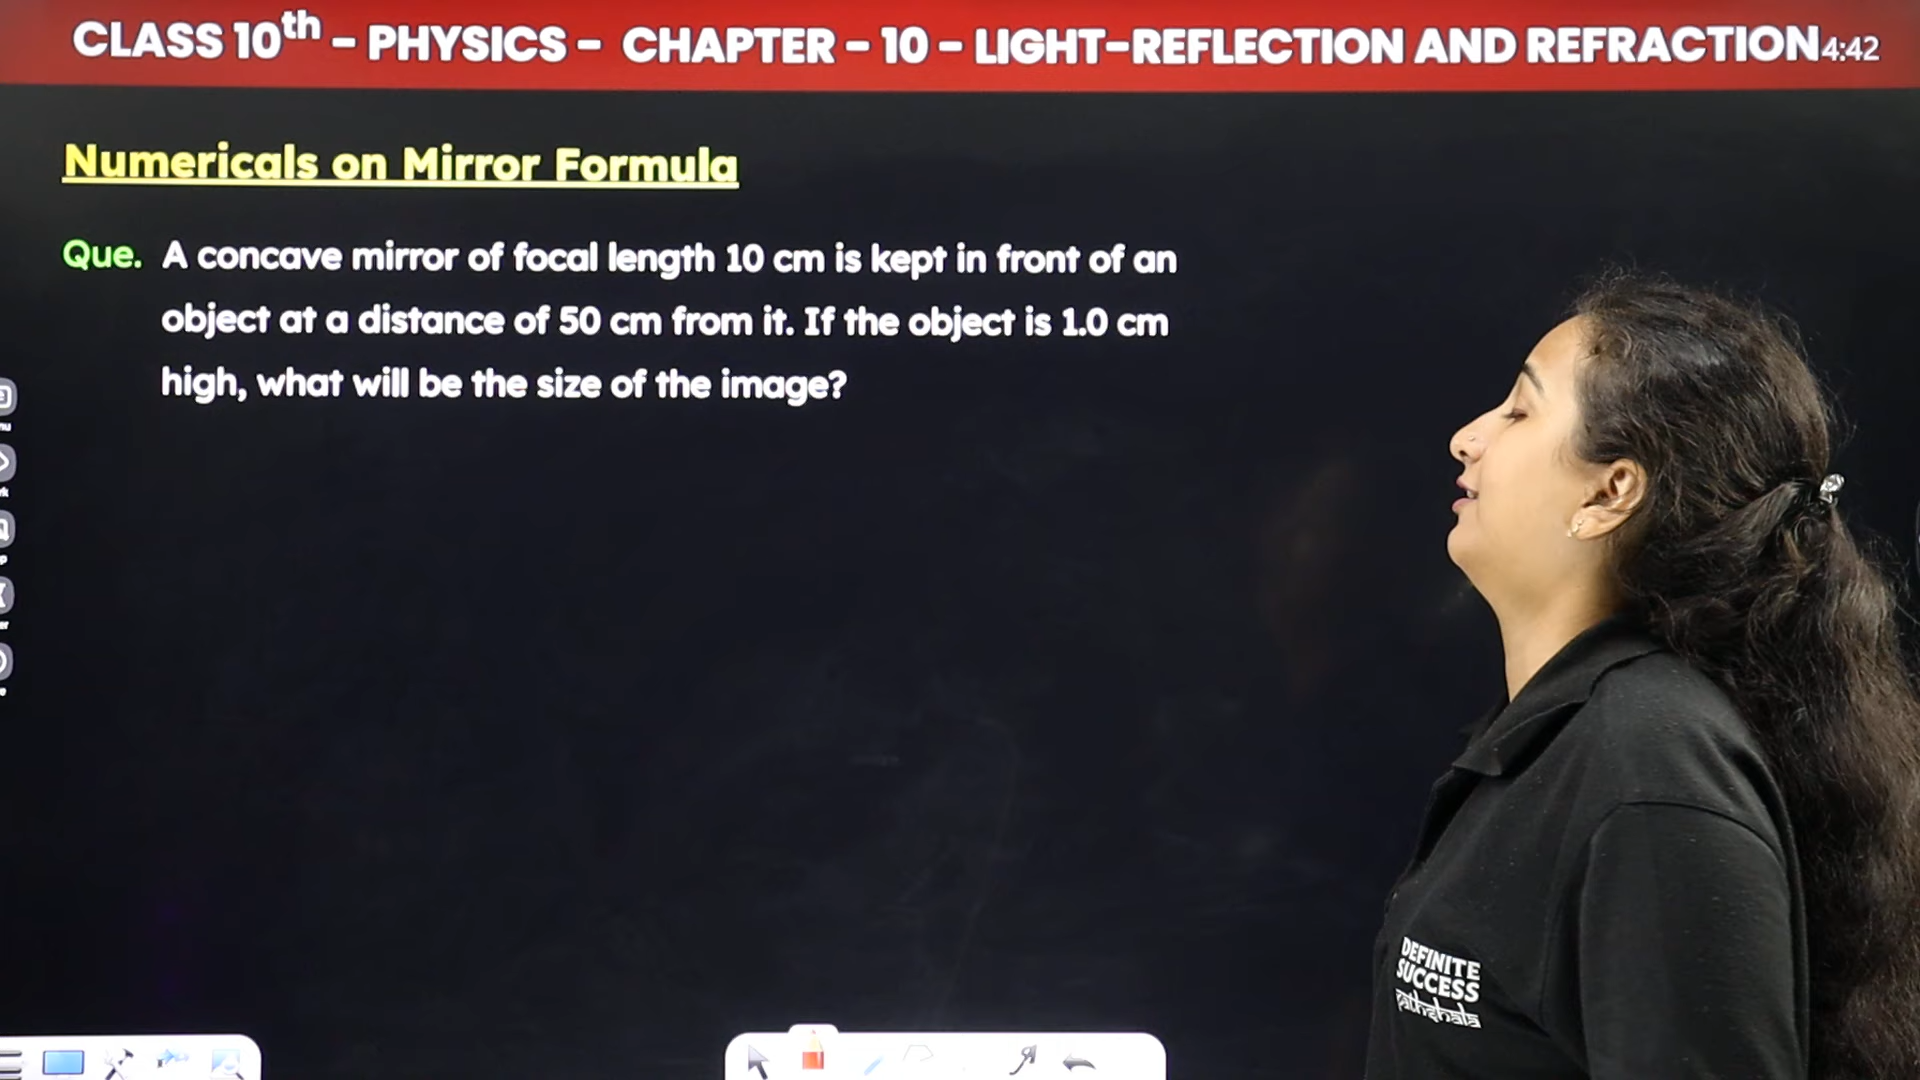 CLASS 10th - PHYSICS - CHAPTER - 10 - LIGHT-REFLECTION AND REFRACTION 4:42
Numericals on Mirror Formula
Que. A concave mirror of focal length 10 cm is kept in front of an
object at a distance of 50 cm from it. If the object is 1.0 cm
high, what will be the size of the image?
DEFINITE
SUCCESS
pathshala